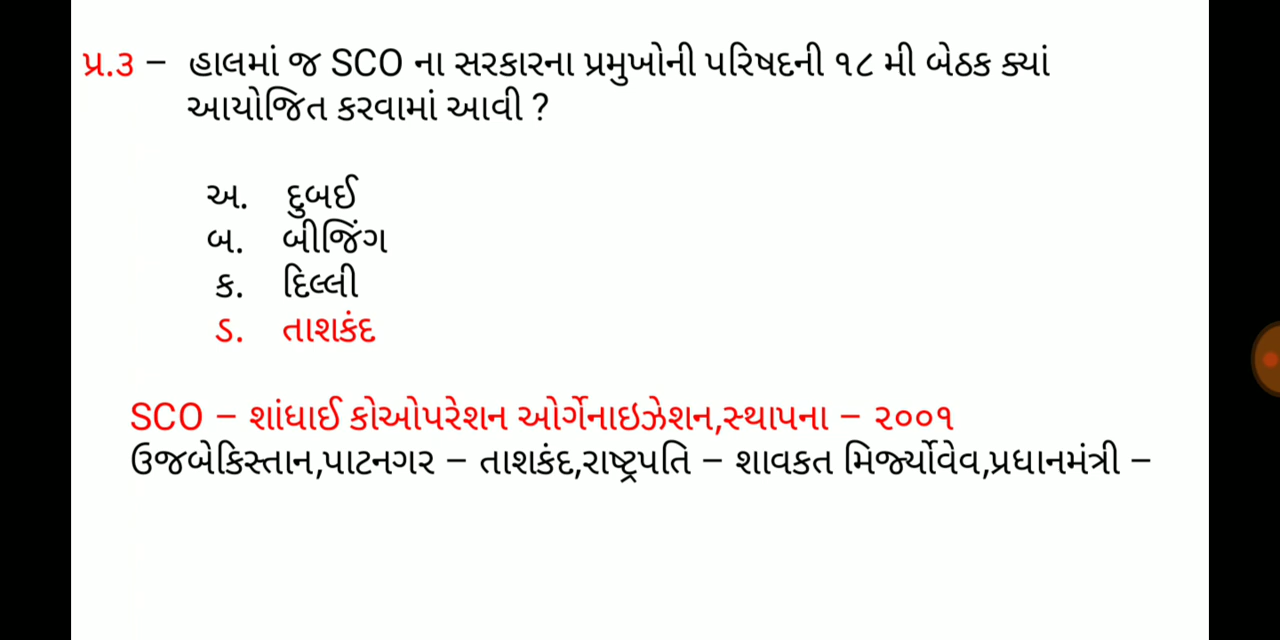 પ્ર.૩ – હાલમાં જ SCO ના સરકારના પ્રમુખોની પરિષદની ૧૮ મી બેઠક ક્યાં
આયોજિત કરવામાં આવી ?
અ. દુબઈ
બ. બીજિંગ
ક. દિલ્લી
ડ. તાશકંદ
SCO – શાંઘાઈ કોઓપરેશન ઓર્ગેનાઇઝેશન,સ્થાપના – ૨૦૦૧
ઉજબેકિસ્તાન,પાટનગર – તાશકંદ,રાષ્ટ્રપતિ – શાવકત મિર્જ્યોવેવ,પ્રધાનમંત્રી –